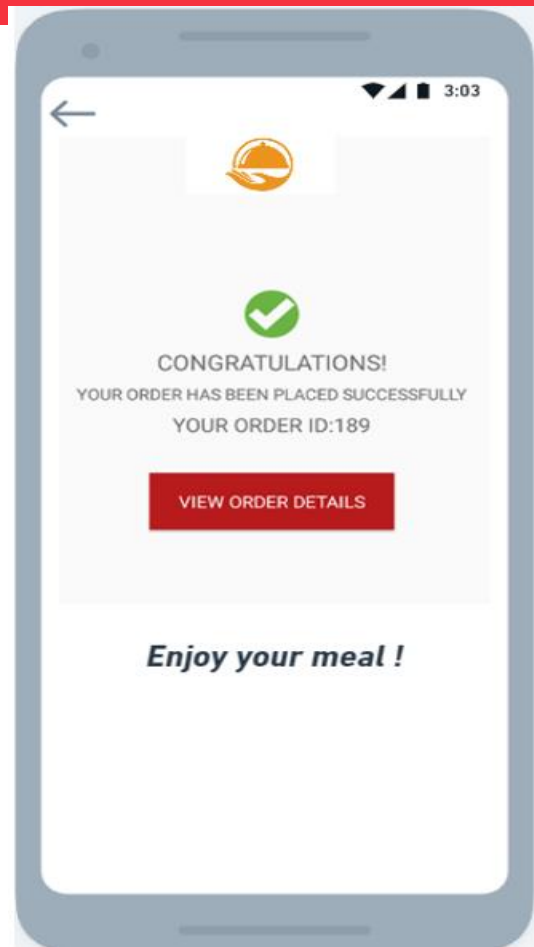 3:03
CONGRATULATIONS!
YOUR ORDER HAS BEEN PLACED SUCCESSFULLY
YOUR ORDER ID:189
VIEW ORDER DETAILS
Enjoy your meal !